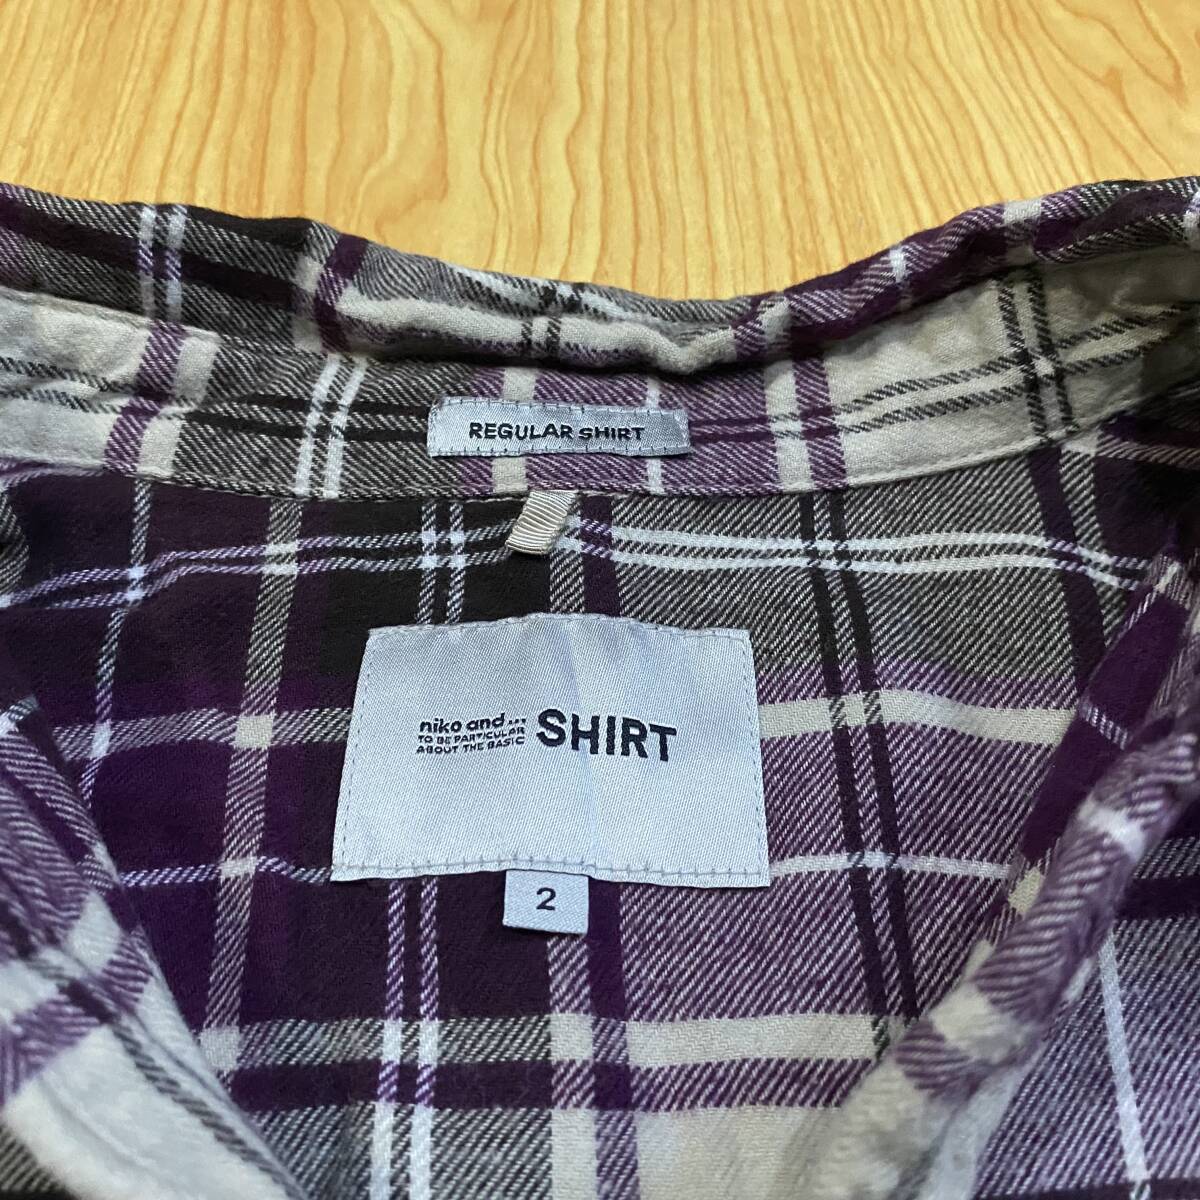 REGULAR SHIRT
niko and ...
TO BE PARTICULAR
ABOUT THE BASIC
SHIRT
2